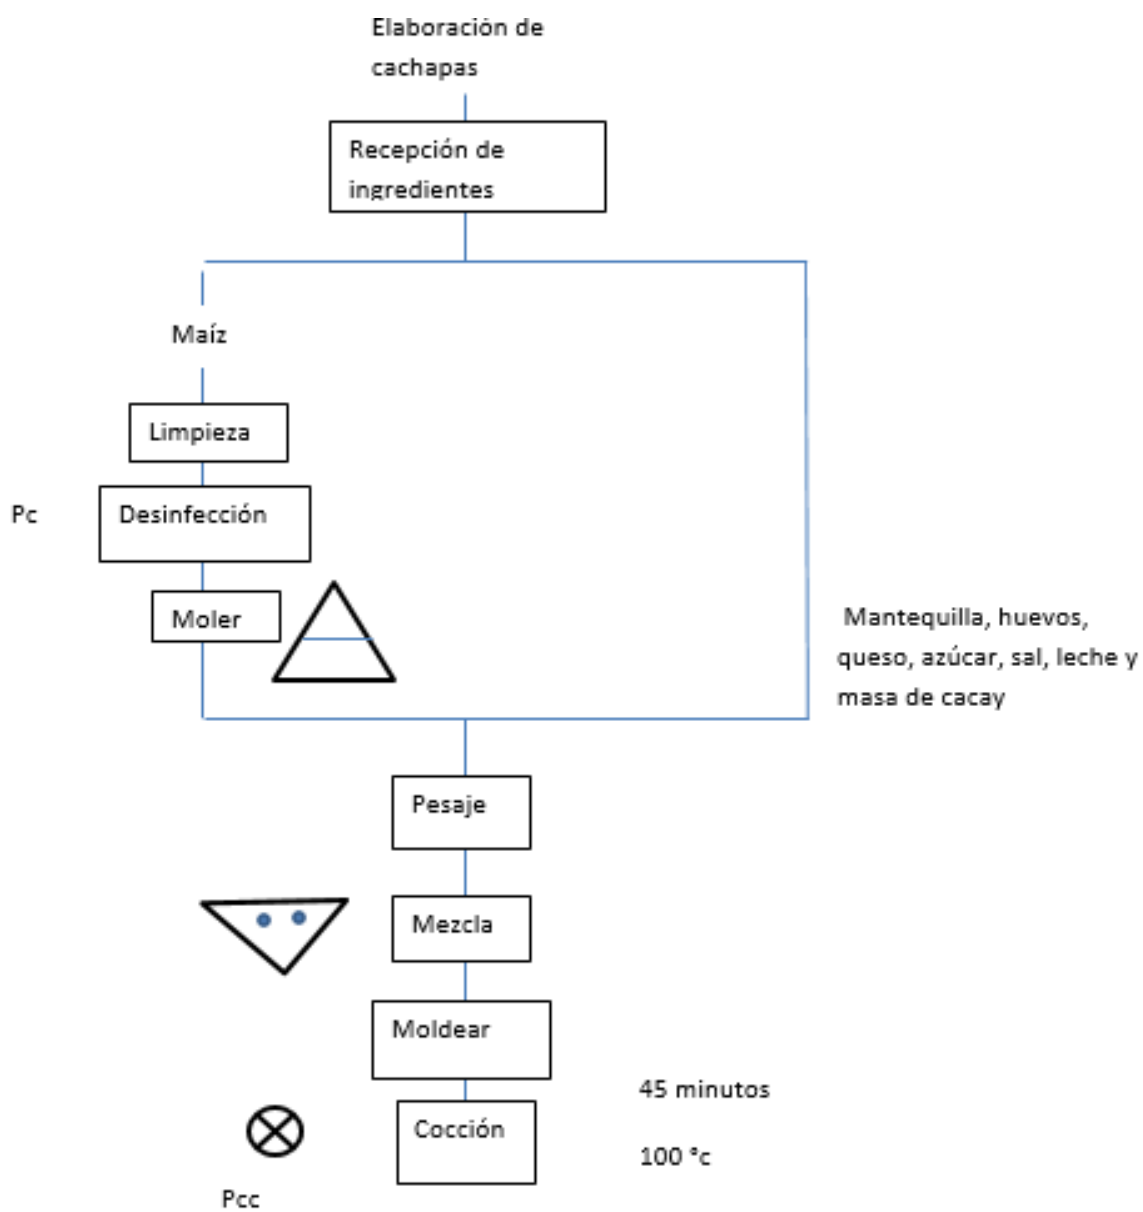 Elaboración de
cachapas
Recepción de
ingredientes
Maíz
Limpieza
Pc
Desinfección
Moler
Mantequilla, huevos,
queso, azúcar, sal, leche y
masa de cacay
Pesaje
Mezcla
Moldear
Cocción
45 minutos
100 °c
Pcc